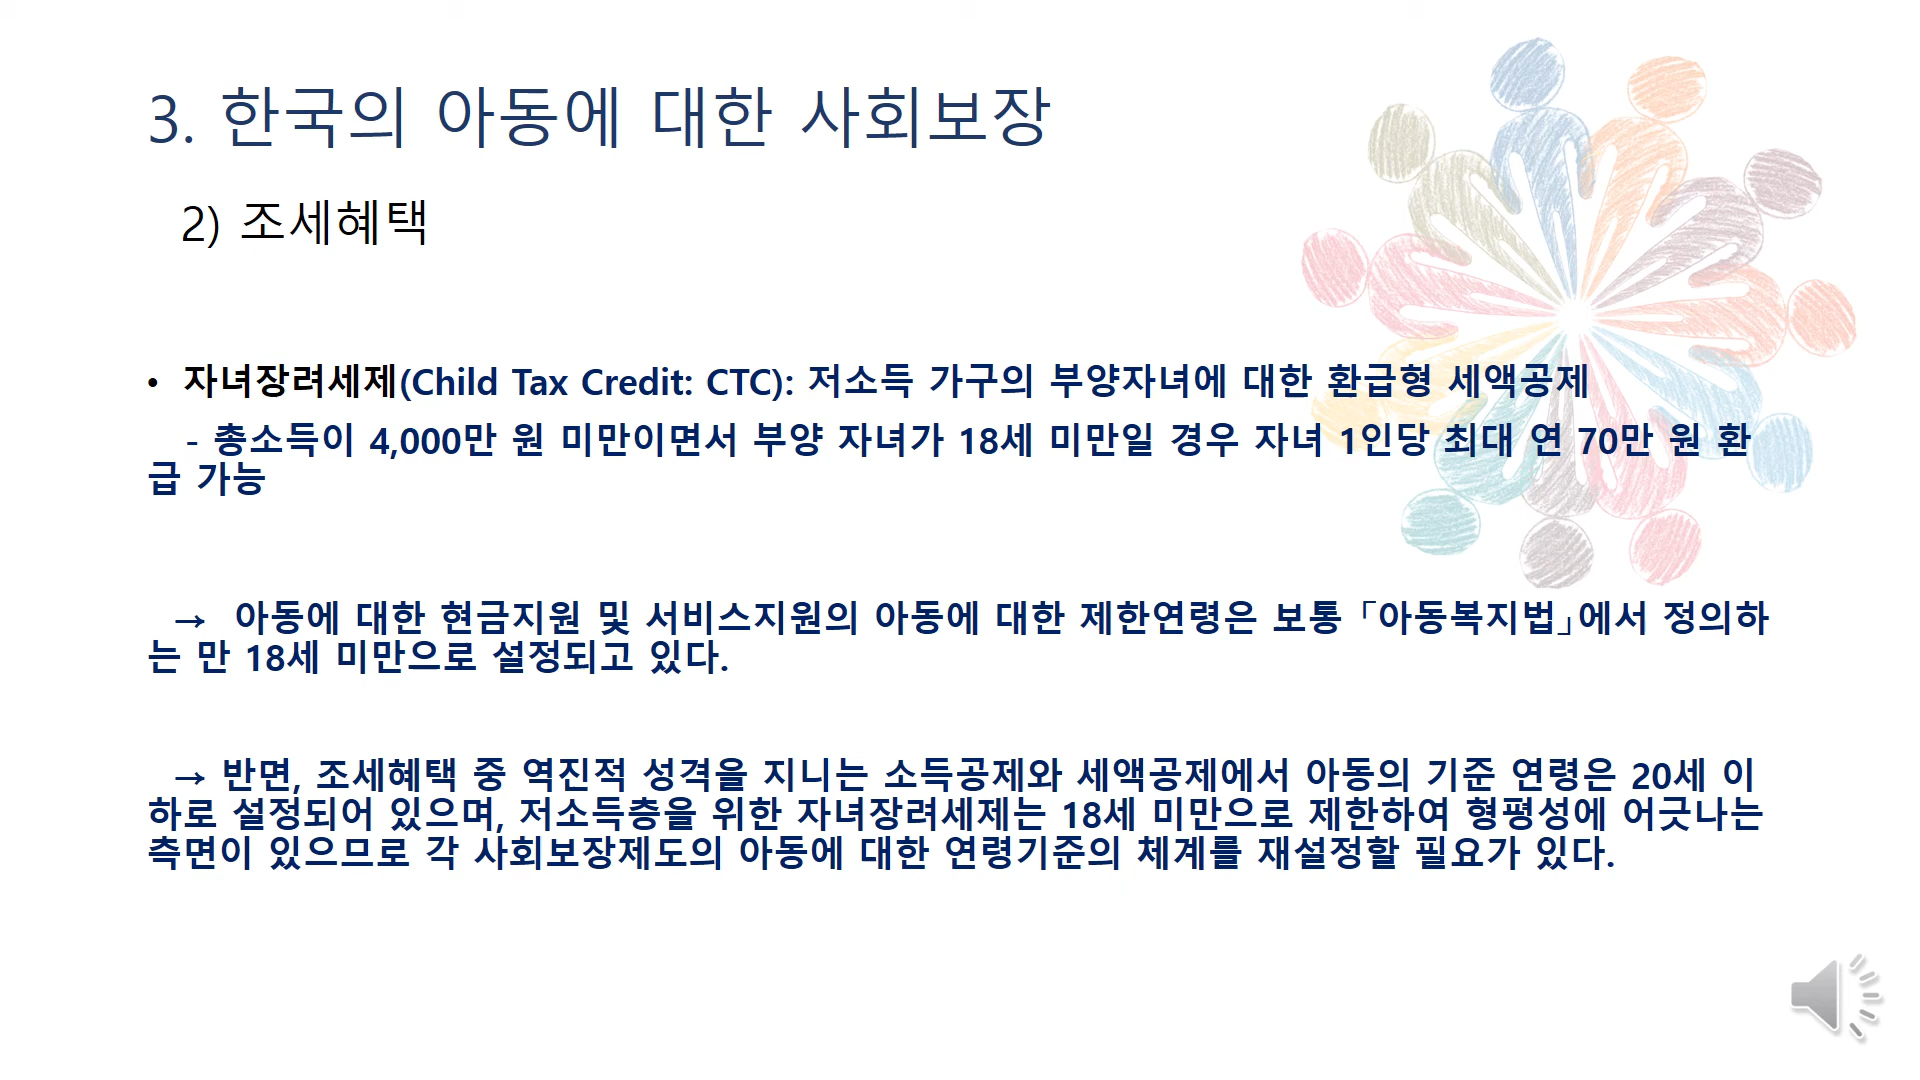 3. 한국의 아동에 대한 사회보장
2) 조세혜택
• 자녀장려세제(Child Tax Credit: CTC): 저소득 가구의 부양자녀에 대한 환급형 세액공제
- 총소득이 4,000만 원 미만이면서 부양 자녀가 18세 미만일 경우 자녀 1인당 최대 연 70만 원 환
급 가능
→ 아동에 대한 현금지원 및 서비스지원의 아동에 대한 제한연령은 보통「아동복지법」에서 정의하
는 만 18세 미만으로 설정되고 있다.
→ 반면, 조세혜택 중 역진적 성격을 지니는 소득공제와 세액공제에서 아동의 기준 연령은 20세 이
하로 설정되어 있으며, 저소득층을 위한 자녀장려세제는 18세 미만으로 제한하여 형평성에 어긋나는
측면이 있으므로 각 사회보장제도의 아동에 대한 연령기준의 체계를 재설정할 필요가 있다.